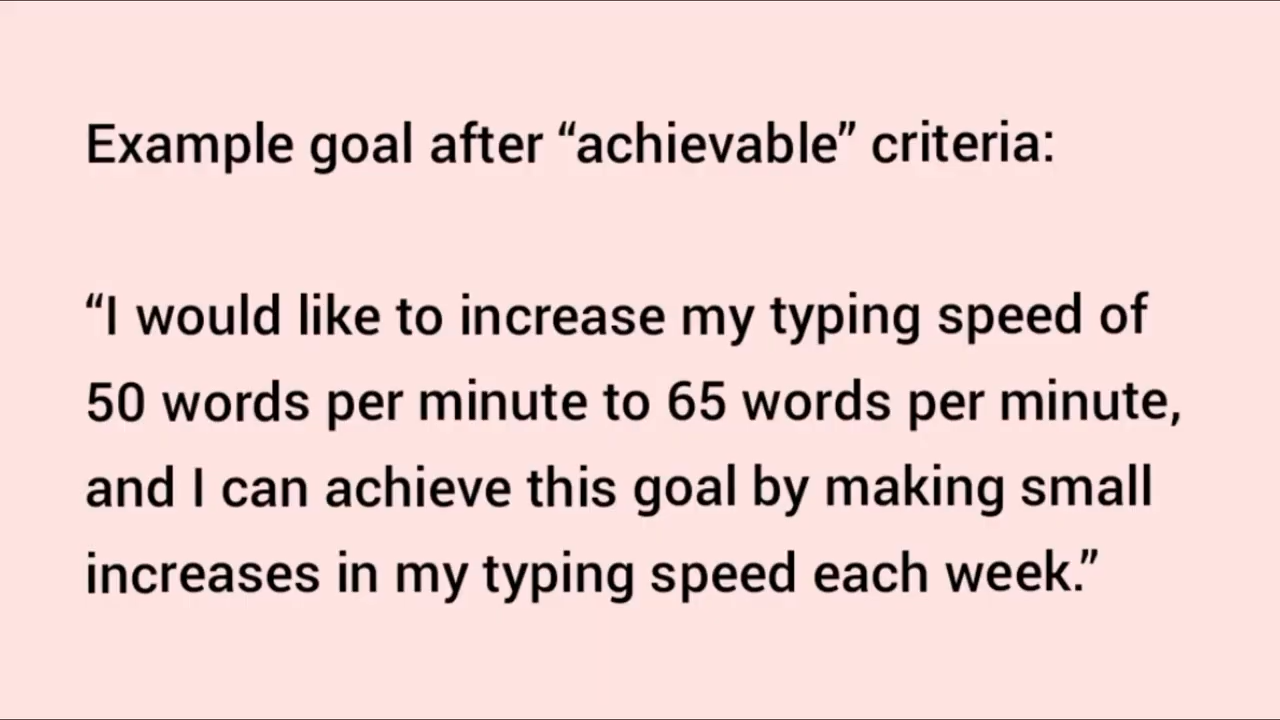 Example goal after “achievable” criteria:
“I would like to increase my typing speed of
50 words per minute to 65 words per minute,
and I can achieve this goal by making small
increases in my typing speed each week.”